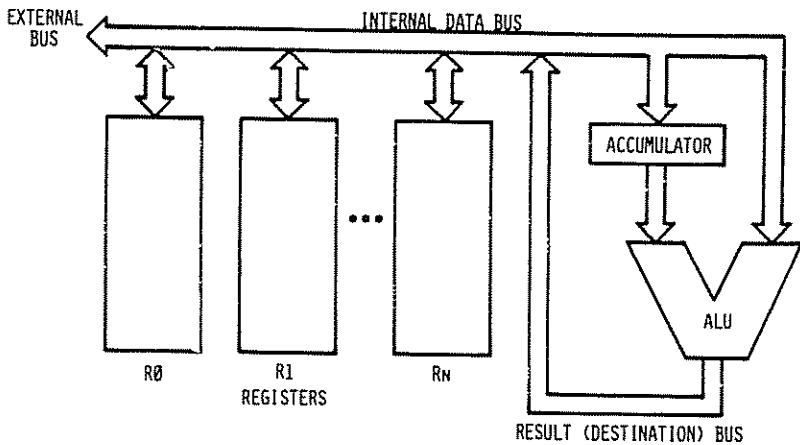 EXTERNAL
BUS
INTERNAL DATA BUS
ACCUMULATOR
ALU
RØ
R1
RN
REGISTERS
RESULT (DESTINATION) BUS